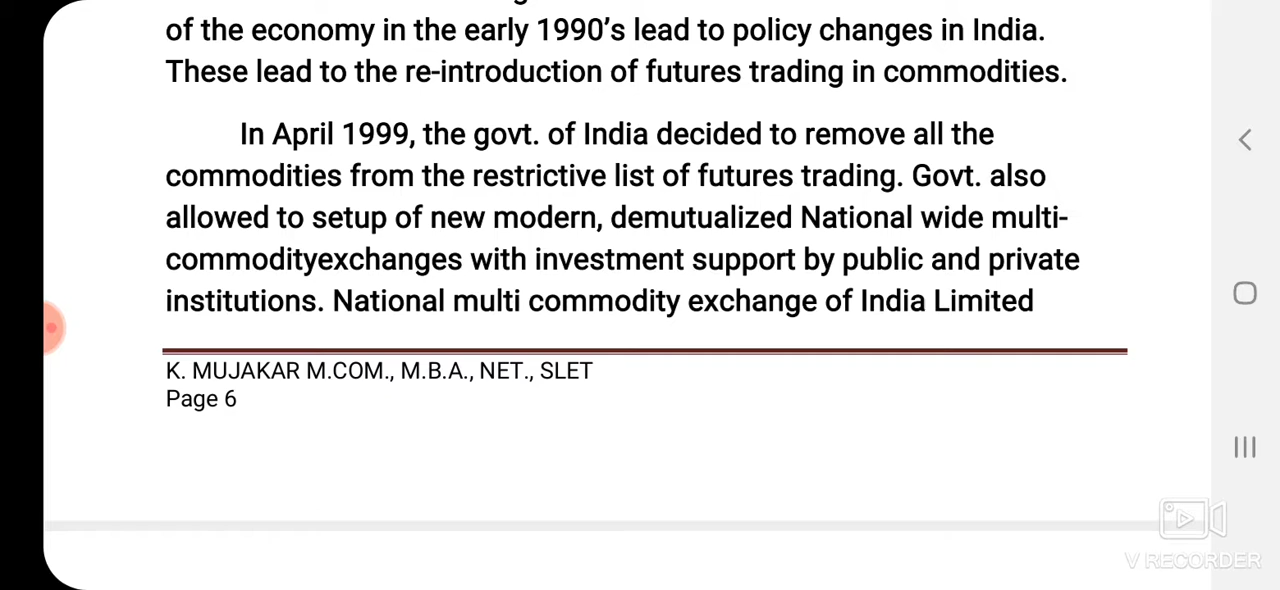 of the economy in the early 1990’s lead to policy changes in India.
These lead to the re-introduction of futures trading in commodities.
In April 1999, the govt. of India decided to remove all the
commodities from the restrictive list of futures trading. Govt. also
allowed to setup of new modern, demutualized National wide multi-
commodityexchanges with investment support by public and private
institutions. National multi commodity exchange of India Limited
K. MUJAKAR M.COM., M.B.A., NET., SLET
Page 6
V RECORDER